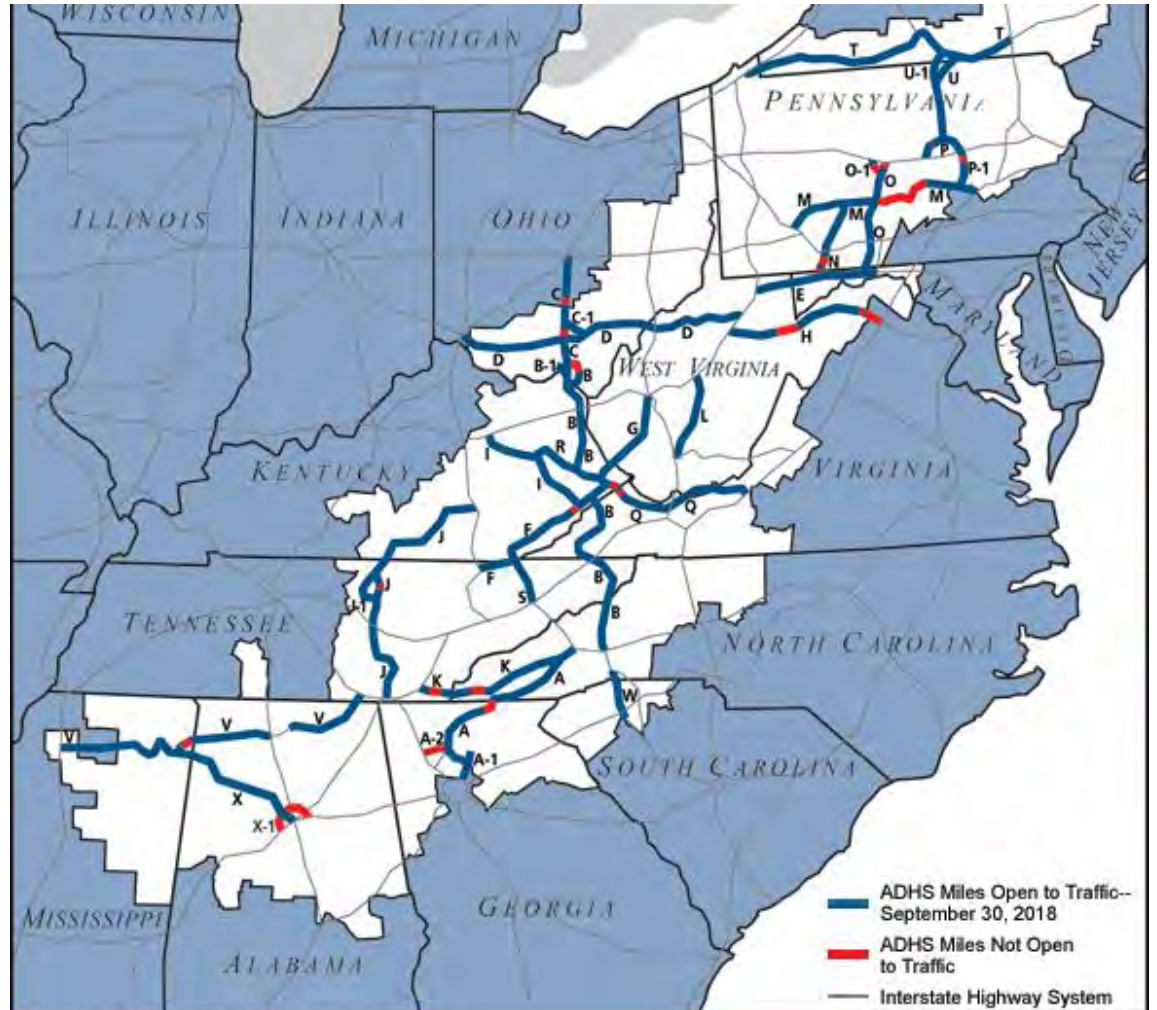 WISCONSIN
MICHIGAN
T
T
U-1
U
PENNSYLVANIA
P
O-1
O
P-1
M
M
M
O
ILLINOIS
INDIANA
OHIO
NEW
JERSEY
N
E
MARYLAND
C
C-1
D
D
D
H
C
B-1
B
WEST VIRGINIA
B
G
L
I
R
B
KENTUCKY
VIRGINIA
I
B
Q
Q
F
J
F
B
S
J
J-1
B
TENNESSEE
NORTH CAROLINA
K
A
J
K
W
V
V
V
A
A-2
A-1
SOUTH CAROLINA
X
X-1
MISSISSIPPI
GEORGIA
ALABAMA
ADHS Miles Open to Traffic--
September 30, 2018
ADHS Miles Not Open
to Traffic
Interstate Highway System